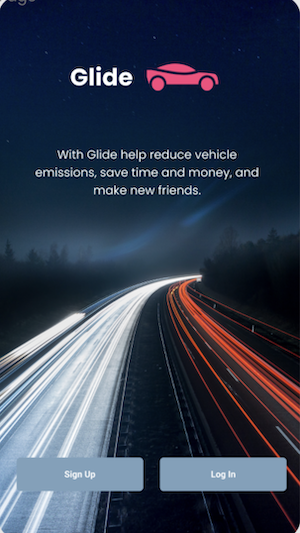 Glide
With Glide help reduce vehicle
emissions, save time and money, and
make new friends.
Sign Up
Log In